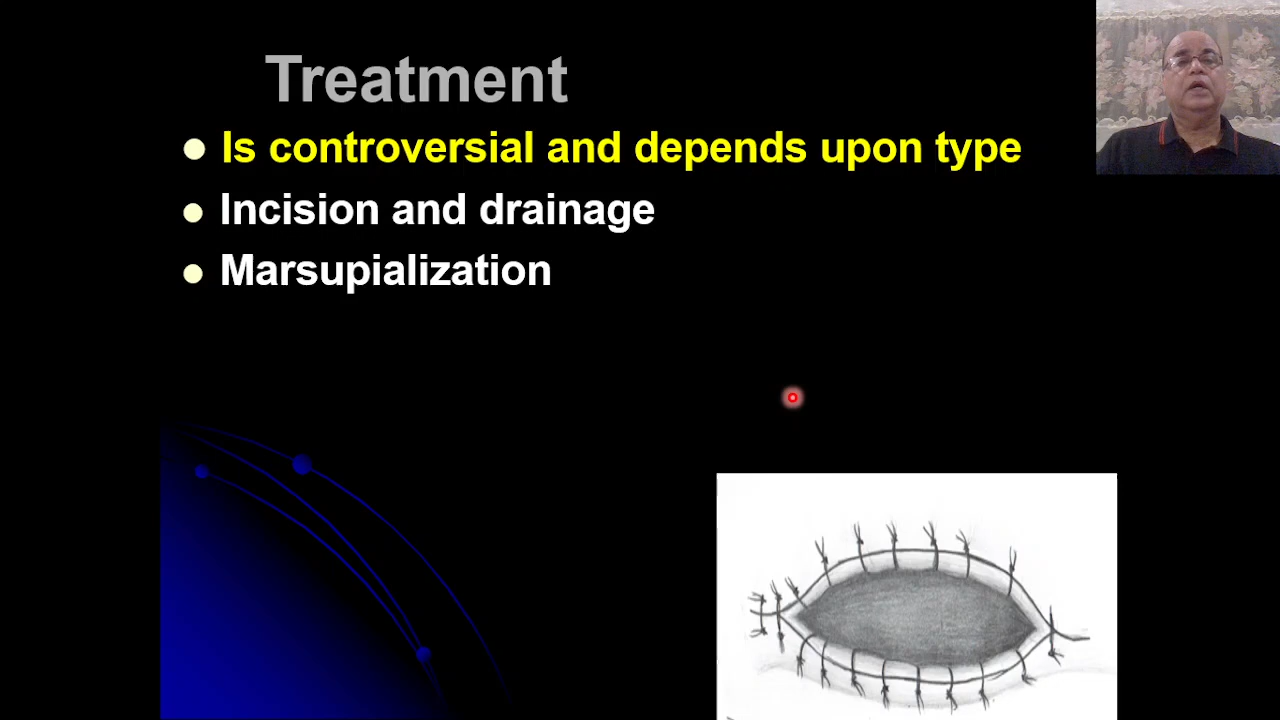 Treatment
Is controversial and depends upon type
Incision and drainage
Marsupialization